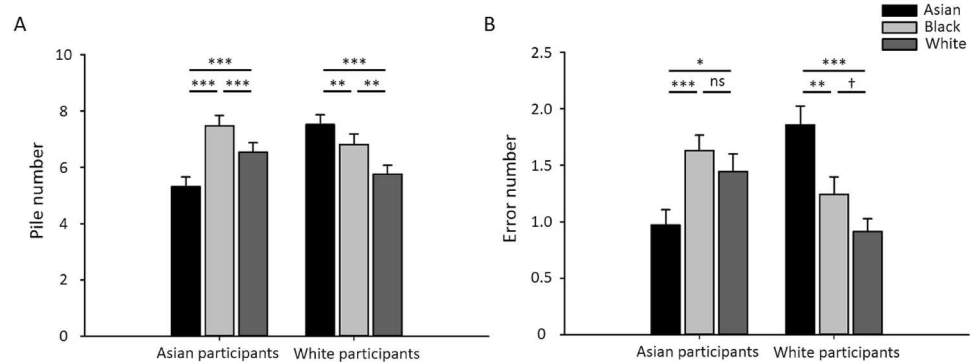 A
Pile number
10
8
6
4
2
0
***
***
***
***
**
**
Asian participants
White participants
B
Error number
2.5
2.0
1.5
1.0
0.5
0
*
***
ns
***
**
†
Asian participants
White participants
Asian
Black
White